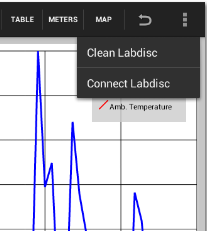 TABLE METERS MAP
Clean Labdisc
Connect Labdisc
Amb. Temperature